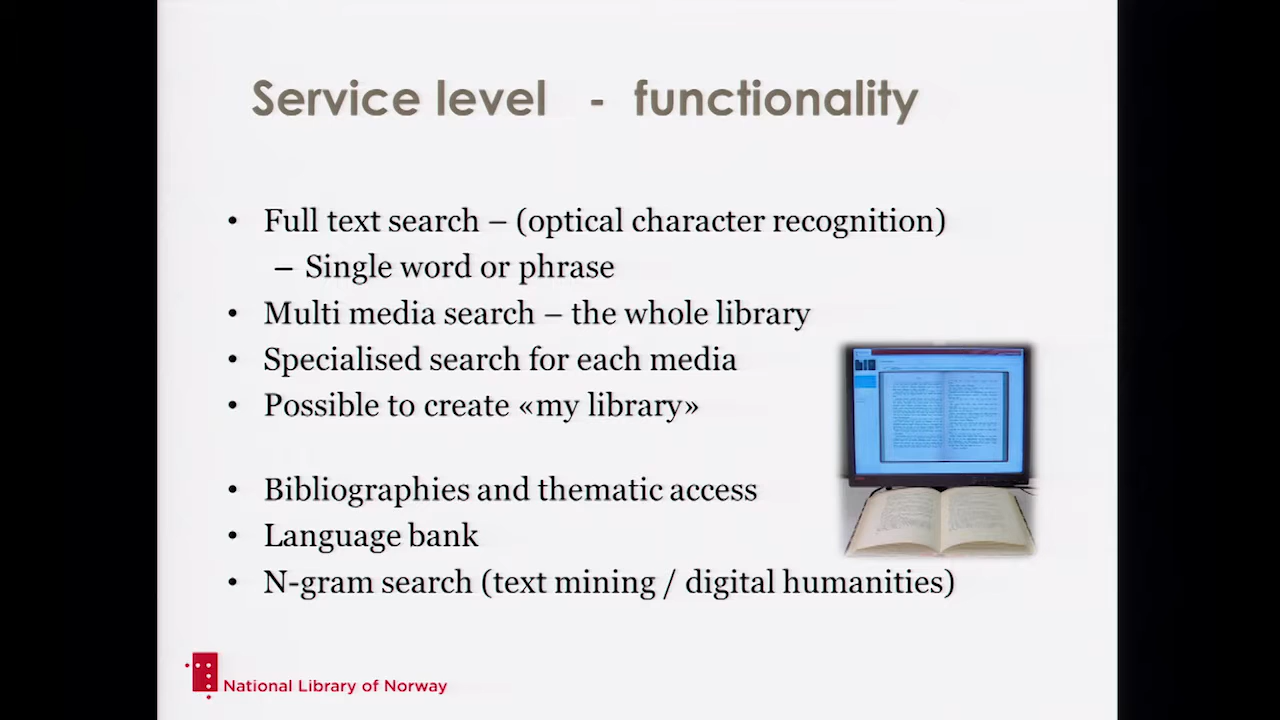 Service level - functionality
• Full text search – (optical character recognition)
– Single word or phrase
• Multi media search – the whole library
• Specialised search for each media
• Possible to create «my library»
• Bibliographies and thematic access
• Language bank
• N-gram search (text mining / digital humanities)
National Library of Norway